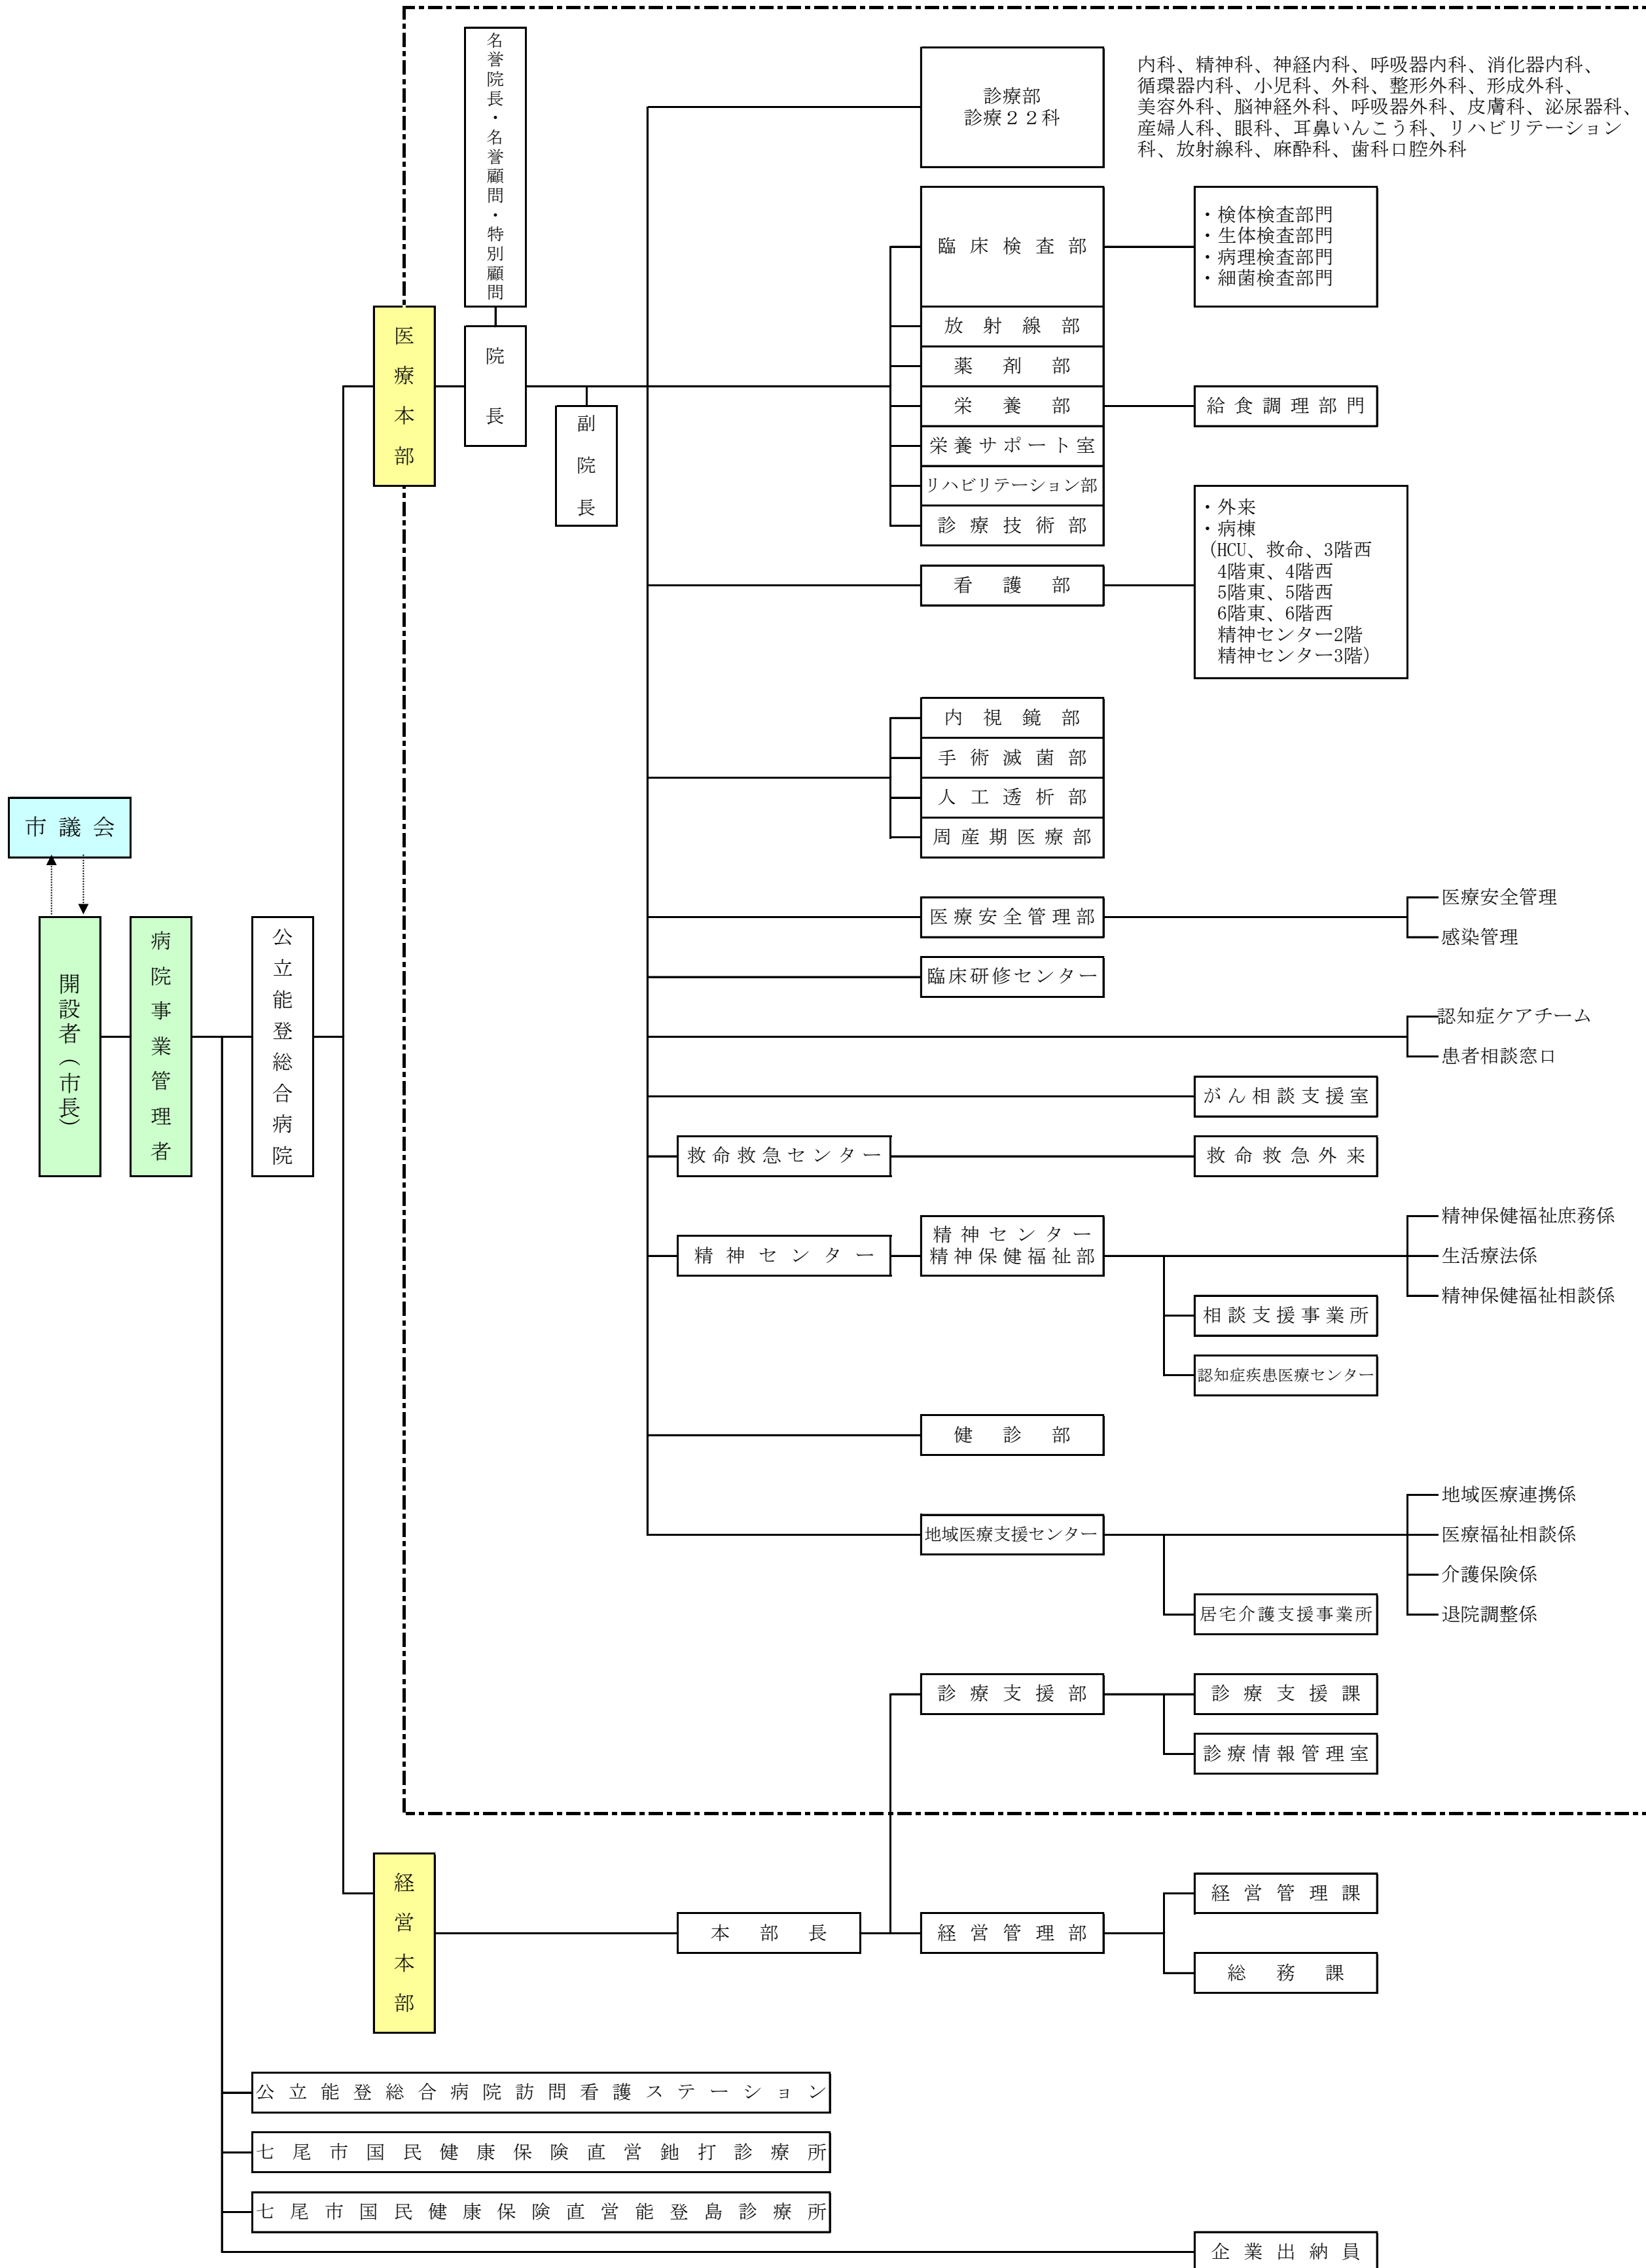 名誉院長・名誉顧問・特別顧問
診療部
診療２２科
内科、精神科、神経内科、呼吸器内科、消化器内科、
循環器内科、小児科、外科、整形外科、形成外科、
美容外科、脳神経外科、呼吸器外科、皮膚科、泌尿器科、
産婦人科、眼科、耳鼻いんこう科、リハビリテーション
科、放射線科、麻酔科、歯科口腔外科
臨床検査部
・検体検査部門
・生体検査部門
・病理検査部門
・細菌検査部門
医療本部
院長
副院長
放射線部
薬剤部
栄養部
給食調理部門
栄養サポート室
リハビリテーション部
診療技術部
看護部
・外来
・病棟
（HCU、救命、3階西
4階東、4階西
5階東、5階西
6階東、6階西
精神センター2階
精神センター3階）
内視鏡部
手術滅菌部
人工透析部
周産期医療部
市議会
開設者（市長）
病院事業管理者
公立能登総合病院
医療安全管理部
医療安全管理
感染管理
臨床研修センター
認知症ケアチーム
患者相談窓口
がん相談支援室
救命救急センター
救命救急外来
精神センター
精神センター
精神保健福祉部
精神保健福祉庶務係
生活療法係
精神保健福祉相談係
相談支援事業所
認知症疾患医療センター
健診部
地域医療支援センター
地域医療連携係
医療福祉相談係
介護保険係
退院調整係
居宅介護支援事業所
診療支援部
診療支援課
診療情報管理室
経営本部
本部長
経営管理部
経営管理課
総務課
公立能登総合病院訪問看護ステーション
七尾市国民健康保険直営釶打診療所
七尾市国民健康保険直営能登島診療所
企業出納員